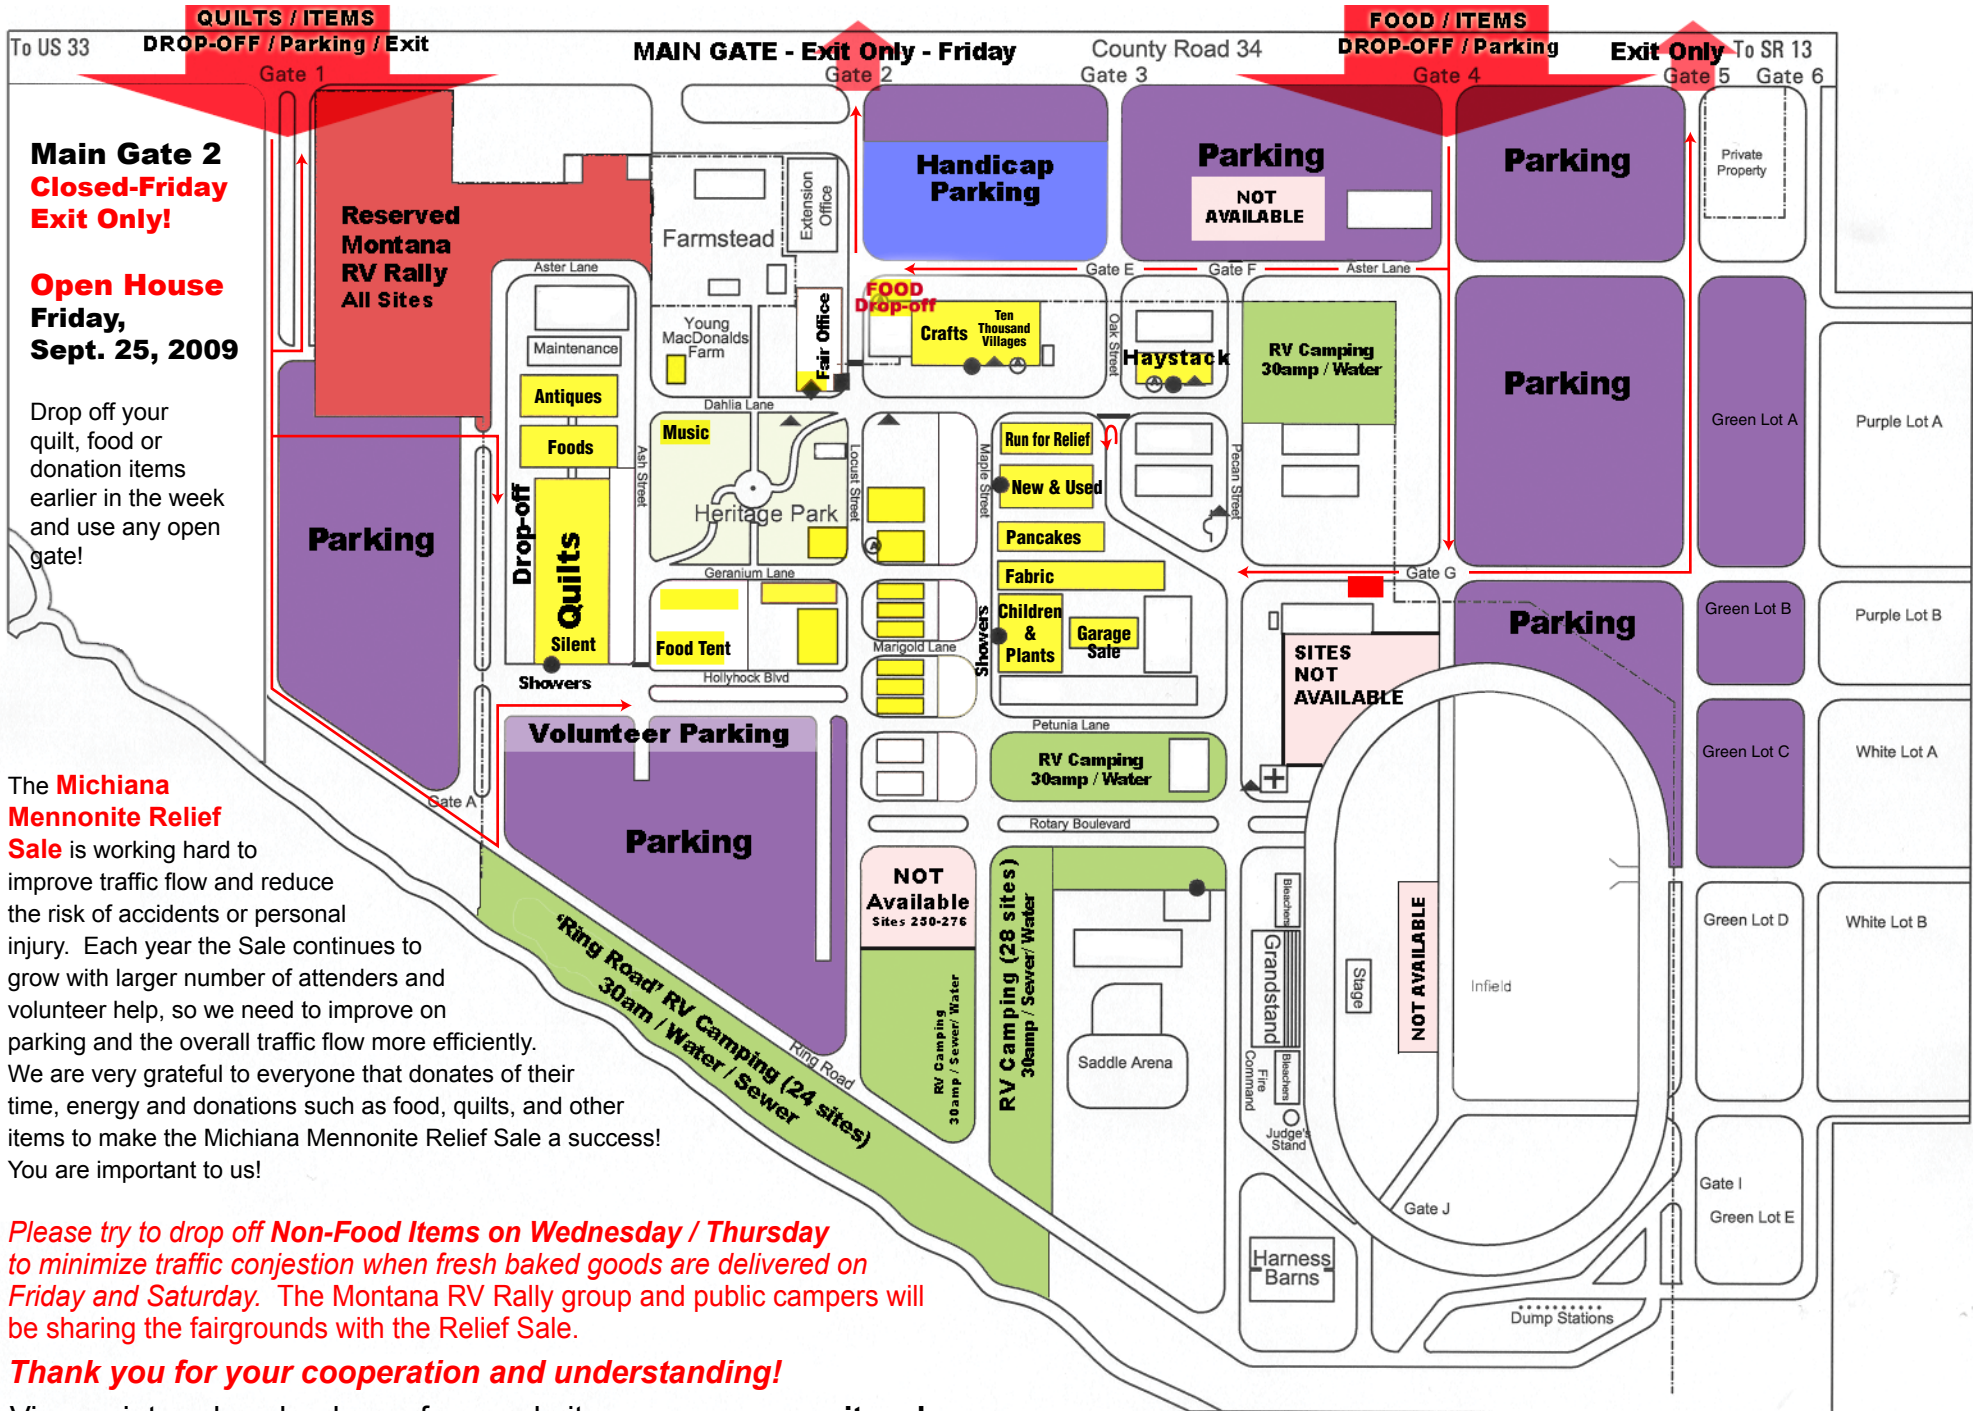 QUILTS / ITEMS
DROP-OFF / Parking / Exit
To US 33
Gate 1
MAIN GATE - Exit Only - Friday
Gate 2
County Road 34
Gate 3
FOOD / ITEMS
DROP-OFF / Parking
Gate 4
Exit Only
To SR 13
Gate 5
Gate 6
Main Gate 2
Closed-Friday
Exit Only!
Open House
Friday,
Sept. 25, 2009
Drop off your
quilt, food or
donation items
earlier in the week
and use any open
gate!
Reserved
Montana
RV Rally
All Sites
Farmstead
Extension
Office
Handicap
Parking
Parking
NOT
AVAILABLE
Parking
Private
Property
Aster Lane
Gate E
Gate F
Aster Lane
Maintenance
Young
MacDonalds
Farm
Fair Office
FOOD
Drop-off
Crafts
Ten
Thousand
Villages
Oak Street
Haystack
RV Camping
30amp / Water
Parking
Green Lot A
Purple Lot A
Antiques
Foods
Dahlia Lane
Music
Ash Street
Heritage Park
Locust Street
Maple Street
Run for Relief
New & Used
Pecan Street
Parking
Drop-off
Quilts
Silent
Showers
Geranium Lane
Food Tent
Hollyhock Blvd
A
Marigold Lane
Showers
Pancakes
Fabric
Children
&
Plants
Garage
Sale
Gate G
Parking
Green Lot B
Purple Lot B
SITES
NOT
AVAILABLE
Petunia Lane
Volunteer Parking
RV Camping
30amp / Water
Green Lot C
White Lot A
Gate A
Parking
Rotary Boulevard
The Michiana
Mennonite Relief
Sale is working hard to
improve traffic flow and reduce
the risk of accidents or personal
injury.  Each year the Sale continues to
grow with larger number of attenders and
volunteer help, so we need to improve on
parking and the overall traffic flow more efficiently.
We are very grateful to everyone that donates of their
time, energy and donations such as food, quilts, and other
items to make the Michiana Mennonite Relief Sale a success!
You are important to us!
NOT
Available
Sites 250-276
RV Camping
30amp / Sewer/ Water
RV Camping (28 sites)
30amp / Sewer/ Water
'Ring Road' RV Camping (24 sites)
30am / Water / Sewer
Ring Road
Saddle Arena
Bleachers
Grandstand
Bleachers
Fire
Command
Judge's
Stand
Stage
NOT AVAILABLE
Infield
Green Lot D
White Lot B
Gate I
Green Lot E
Gate J
Harness
Barns
Dump Stations
Please try to drop off Non-Food Items on Wednesday / Thursday
to minimize traffic conjestion when fresh baked goods are delivered on
Friday and Saturday.  The Montana RV Rally group and public campers will
be sharing the fairgrounds with the Relief Sale.
Thank you for your cooperation and understanding!